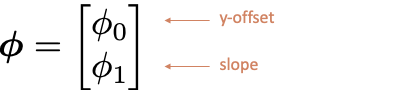 ϕ = [ϕ₀ y-offset
ϕ₁] slope